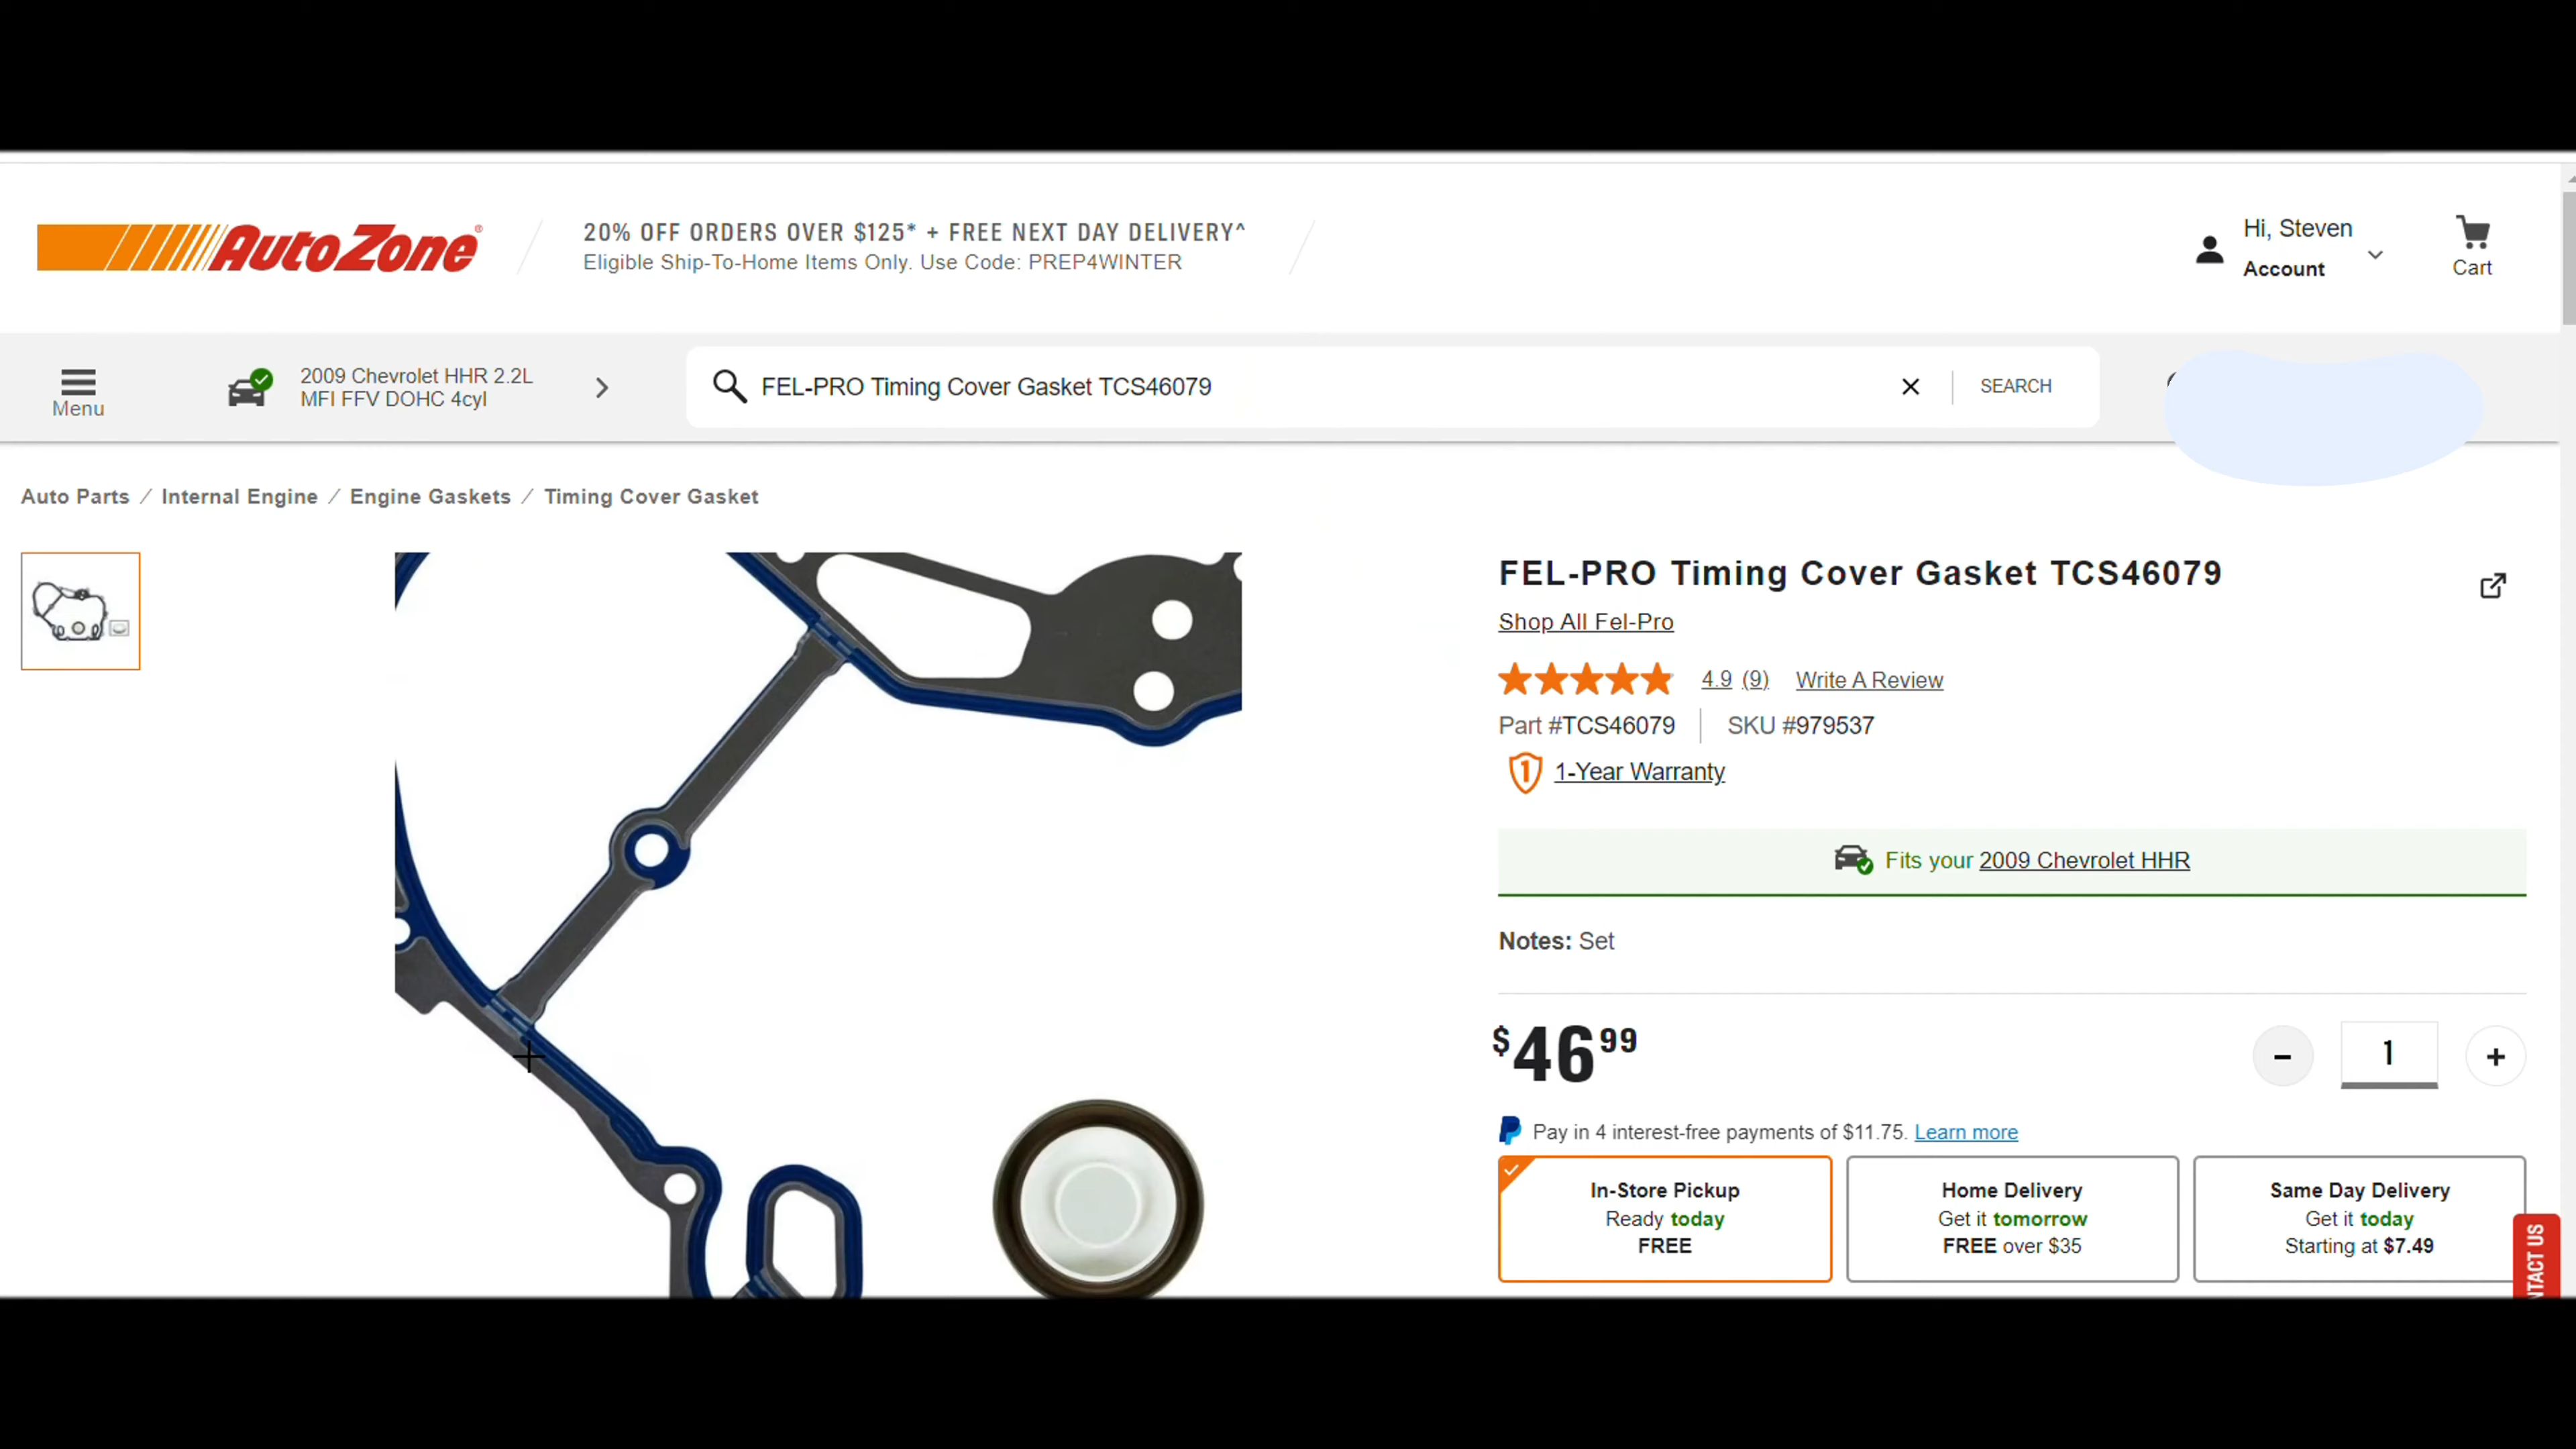 AutoZone
20% OFF ORDERS OVER $125* + FREE NEXT DAY DELIVERY^
Eligible Ship-To-Home Items Only. Use Code: PREP4WINTER
Hi, Steven
Account
Cart
Menu
2009 Chevrolet HHR 2.2L
MFI FFV DOHC 4cyl
FEL-PRO Timing Cover Gasket TCS46079
SEARCH
Auto Parts / Internal Engine / Engine Gaskets / Timing Cover Gasket
FEL-PRO Timing Cover Gasket TCS46079
Shop All Fel-Pro
4.9 (9) Write A Review
Part #TCS46079 | SKU #979537
1 1-Year Warranty
Fits your 2009 Chevrolet HHR
Notes: Set
$46 99
- 1 +
Pay in 4 interest-free payments of $11.75. Learn more
In-Store Pickup
Ready today
FREE
Home Delivery
Get it tomorrow
FREE over $35
Same Day Delivery
Get it today
Starting at $7.49
US